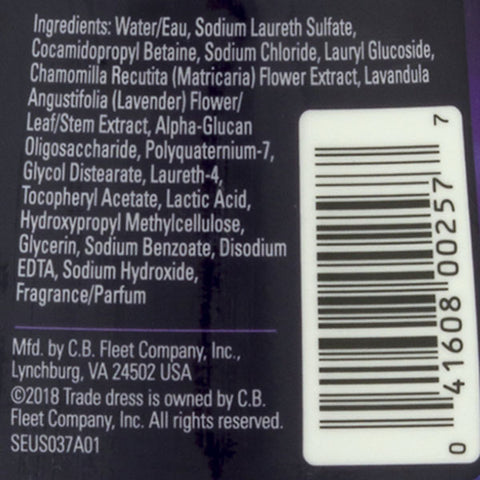 Ingredients: Water/Eau, Sodium Laureth Sulfate,
Cocamidopropyl Betaine, Sodium Chloride, Lauryl Glucoside,
Chamomilla Recutita (Matricaria) Flower Extract, Lavandula
Angustifolia (Lavender) Flower/
Leaf/Stem Extract, Alpha-Glucan
Oligosaccharide, Polyquaternium-7,
Glycol Distearate, Laureth-4,
Tocopheryl Acetate, Lactic Acid,
Hydroxypropyl Methylcellulose,
Glycerin, Sodium Benzoate, Disodium
EDTA, Sodium Hydroxide,
Fragrance/Parfum
Mfd. by C.B. Fleet Company, Inc.,
Lynchburg, VA 24502 USA
©2018 Trade dress is owned by C.B.
Fleet Company, Inc. All rights reserved.
SEUS037A01
0 41608 00257 7